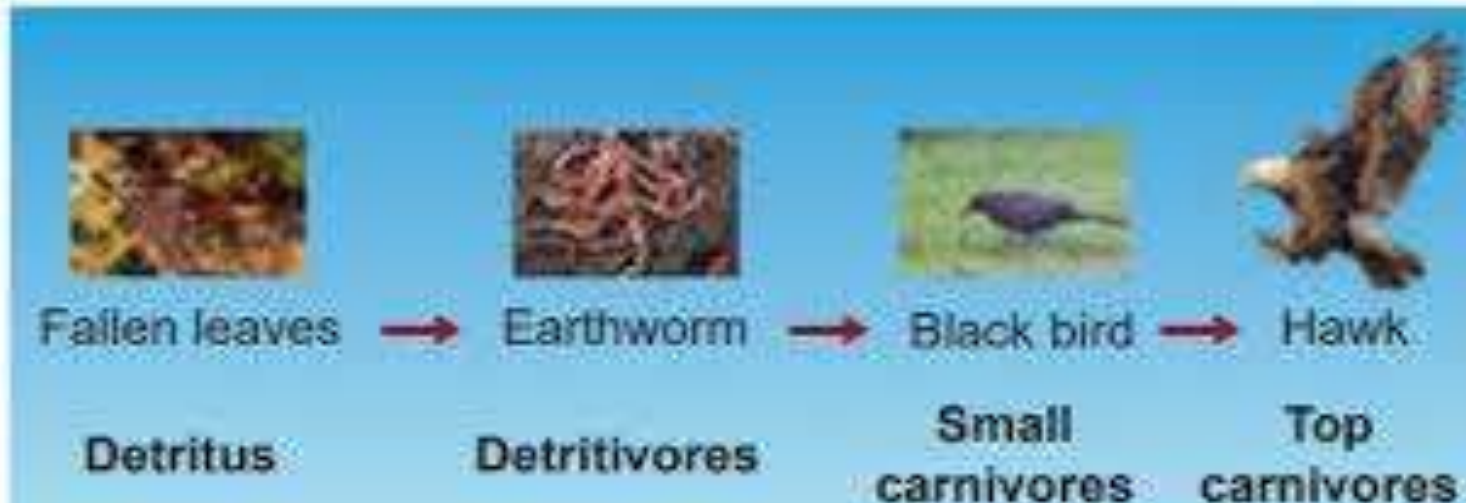 Fallen leaves → Earthworm → Black bird → Hawk
Detritus Detritivores Small carnivores Top carnivores